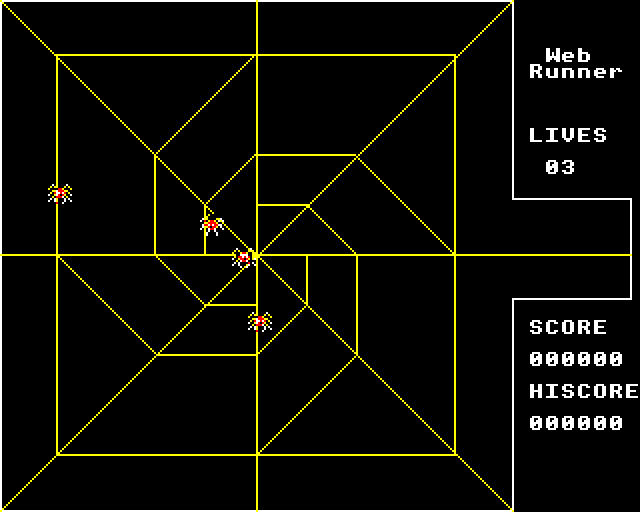 Web
Runner
LIVES
03
SCORE
000000
HISCORE
000000